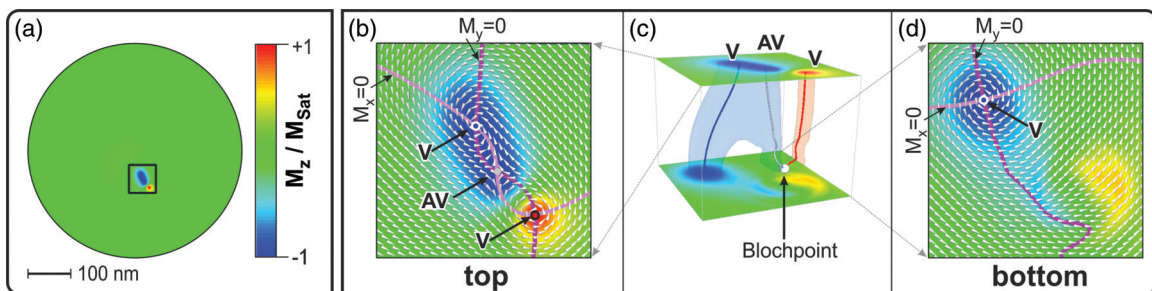 (a)
+1
M_z / M_Sat
-1
100 nm
(b)
M_y=0
M_x=0
V
AV
V
top
(c)
V
AV
V
Blochpoint
(d)
M_y=0
M_x=0
V
bottom